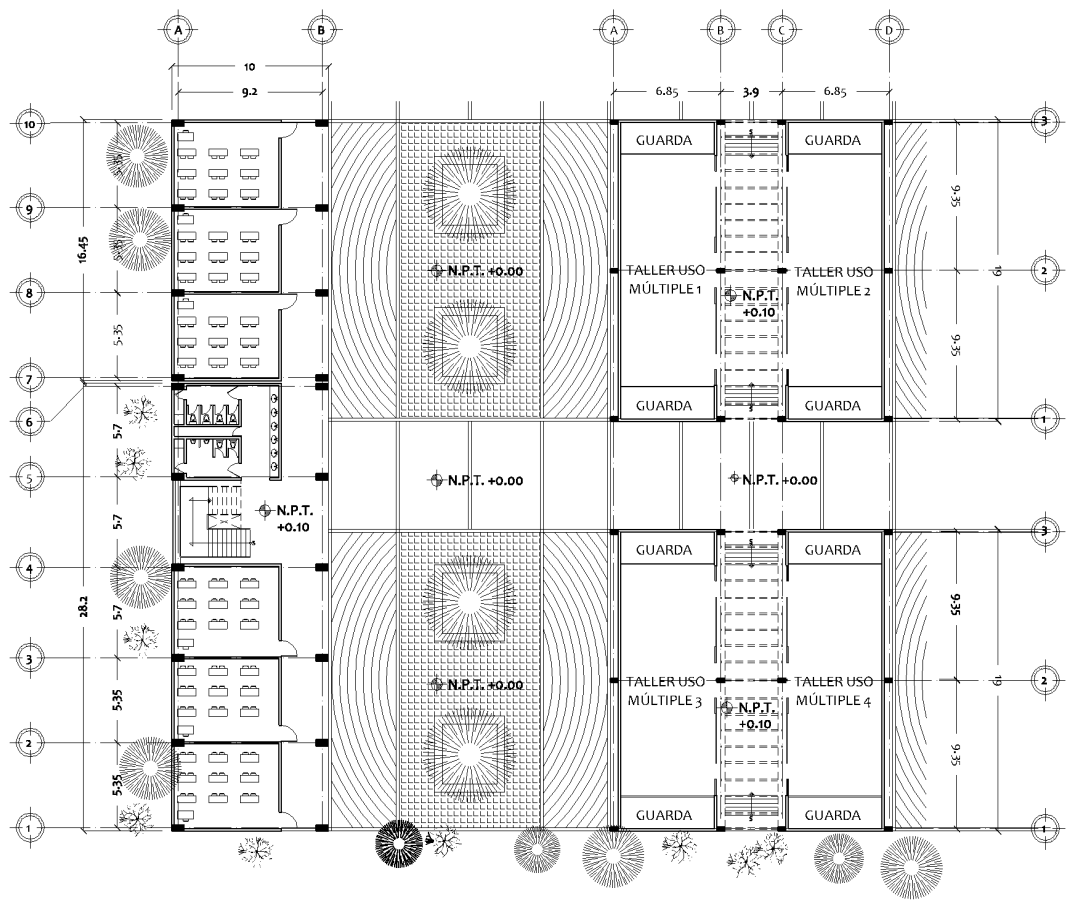 A
B
A
B
C
D
10
9.2
6.85
3.9
6.85
10
3
GUARDA
GUARDA
5.35
9.35
9
5.35
16.45
TALLER USO
MÚLTIPLE 1
TALLER USO
MÚLTIPLE 2
N.P.T. +0.00
19
2
8
N.P.T.
+0.10
5.35
9.35
7
GUARDA
GUARDA
6
5.7
1
5
N.P.T. +0.00
N.P.T. +0.00
N.P.T.
+0.10
5.7
s
3
GUARDA
GUARDA
4
28.2
5.7
9.35
3
TALLER USO
MÚLTIPLE 3
TALLER USO
MÚLTIPLE 4
N.P.T. +0.00
5.35
19
2
N.P.T.
+0.10
2
5.35
9.35
GUARDA
GUARDA
1
1